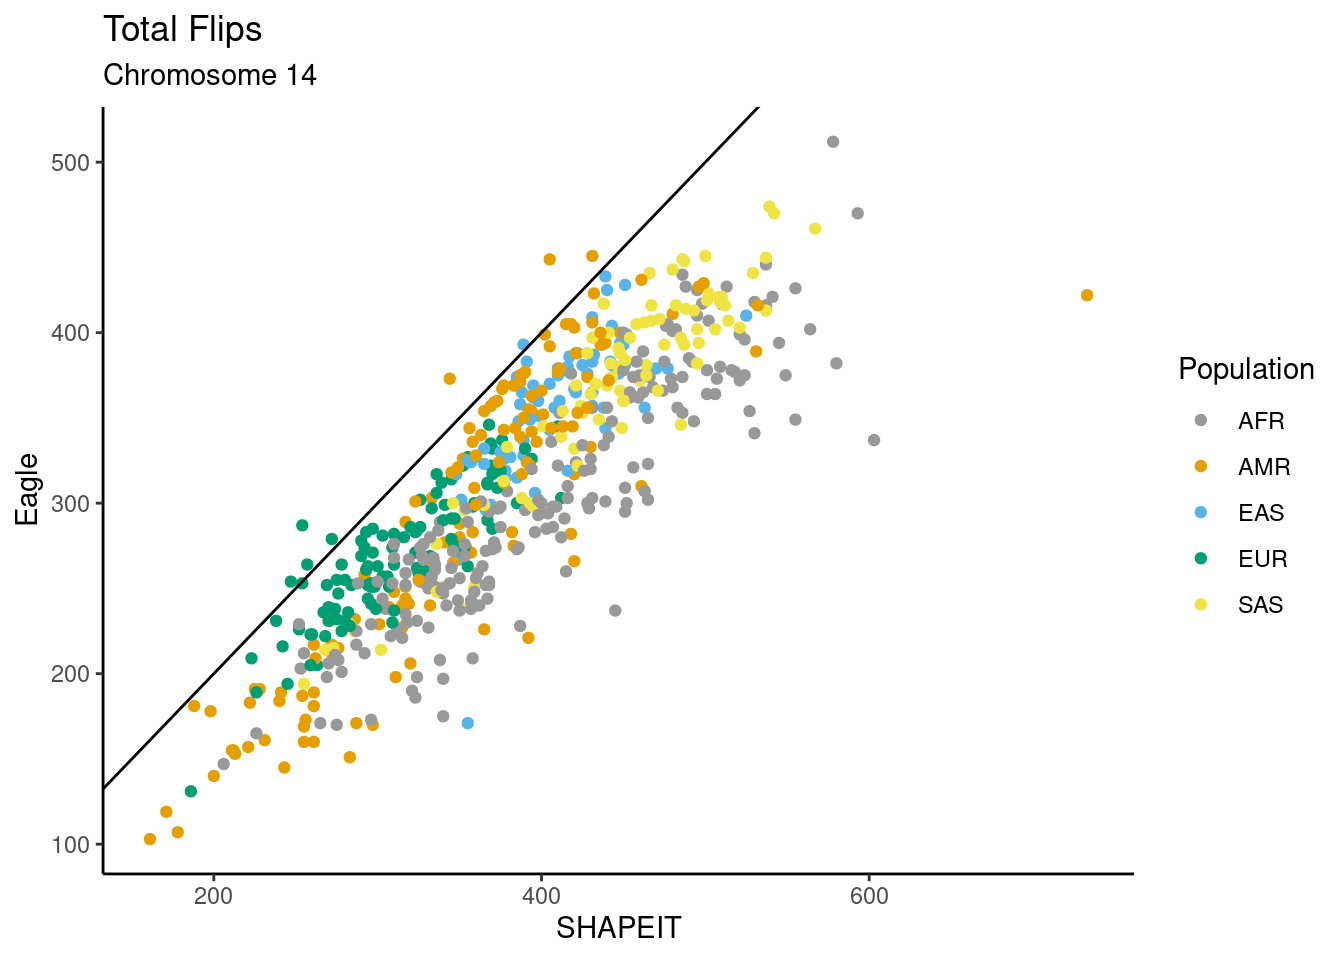 Total Flips
Chromosome 14
500
400
300
200
100
Eagle
200 400 600
SHAPEIT
Population
AFR
AMR
EAS
EUR
SAS